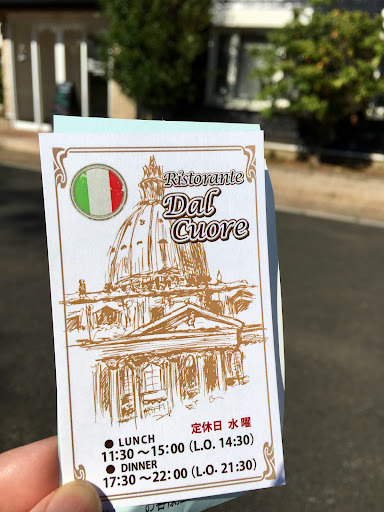 Ristorante
Dal
Cuore
定休日 水曜
● LUNCH
11:30 〜15:00 (L.O. 14:30)
● DINNER
17:30 〜22:00 (L.O. 21:30)